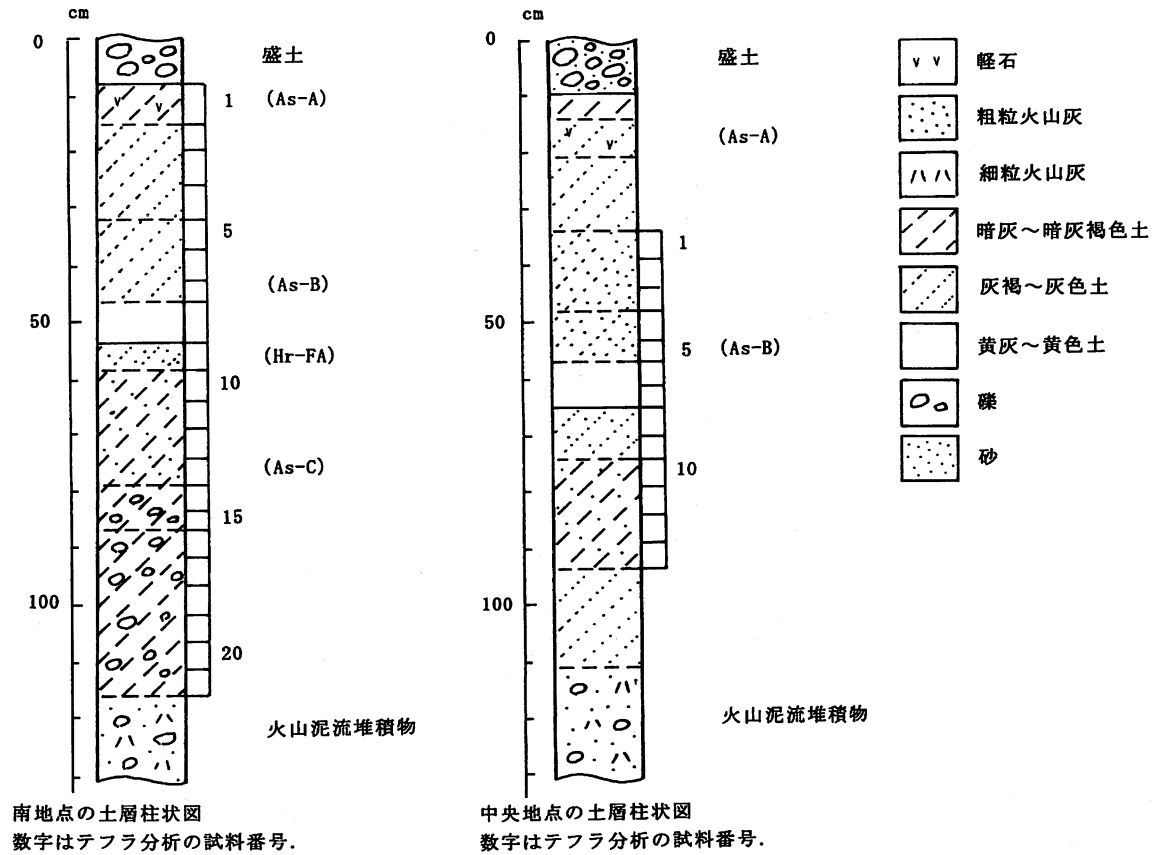 cm
0
盛土
1
(As-A)
5
(As-B)
50
(Hr-FA)
10
(As-C)
15
100
20
火山泥流堆積物
南地点の土層柱状図
数字はテフラ分析の試料番号.
cm
0
盛土
(As-A)
1
50
5
(As-B)
10
100
火山泥流堆積物
中央地点の土層柱状図
数字はテフラ分析の試料番号.
軽石
粗粒火山灰
細粒火山灰
暗灰～暗灰褐色土
灰褐～灰色土
黄灰～黄色土
礫
砂